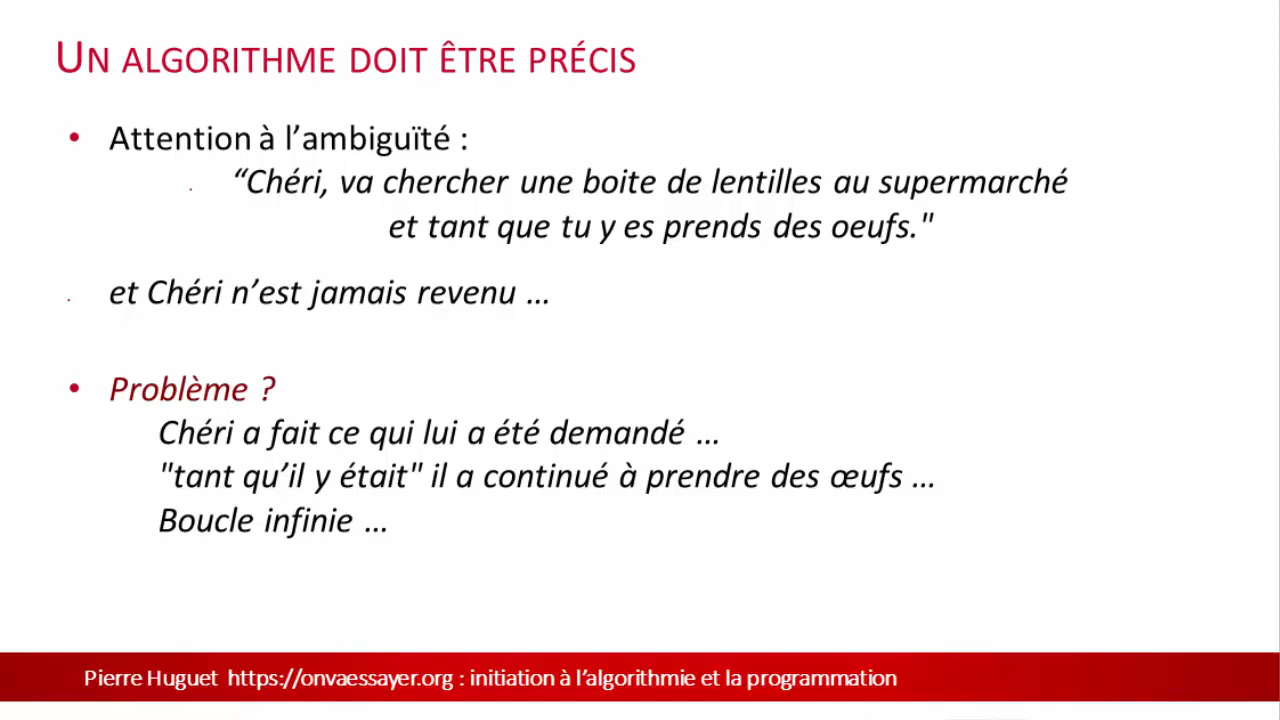 UN ALGORITHME DOIT ÊTRE PRÉCIS
• Attention à l’ambiguïté :
“Chéri, va chercher une boite de lentilles au supermarché
et tant que tu y es prends des oeufs."
et Chéri n’est jamais revenu …
• Problème ?
Chéri a fait ce qui lui a été demandé …
"tant qu’il y était" il a continué à prendre des œufs …
Boucle infinie …
Pierre Huguet https://onvaessayer.org : initiation à l’algorithmie et la programmation